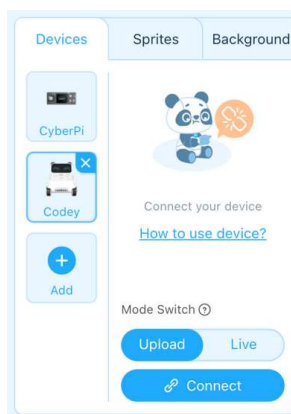 Devices
Sprites
Background
CyberPi
Codey
Add
Connect your device
How to use device?
Mode Switch ?
Upload
Live
Connect